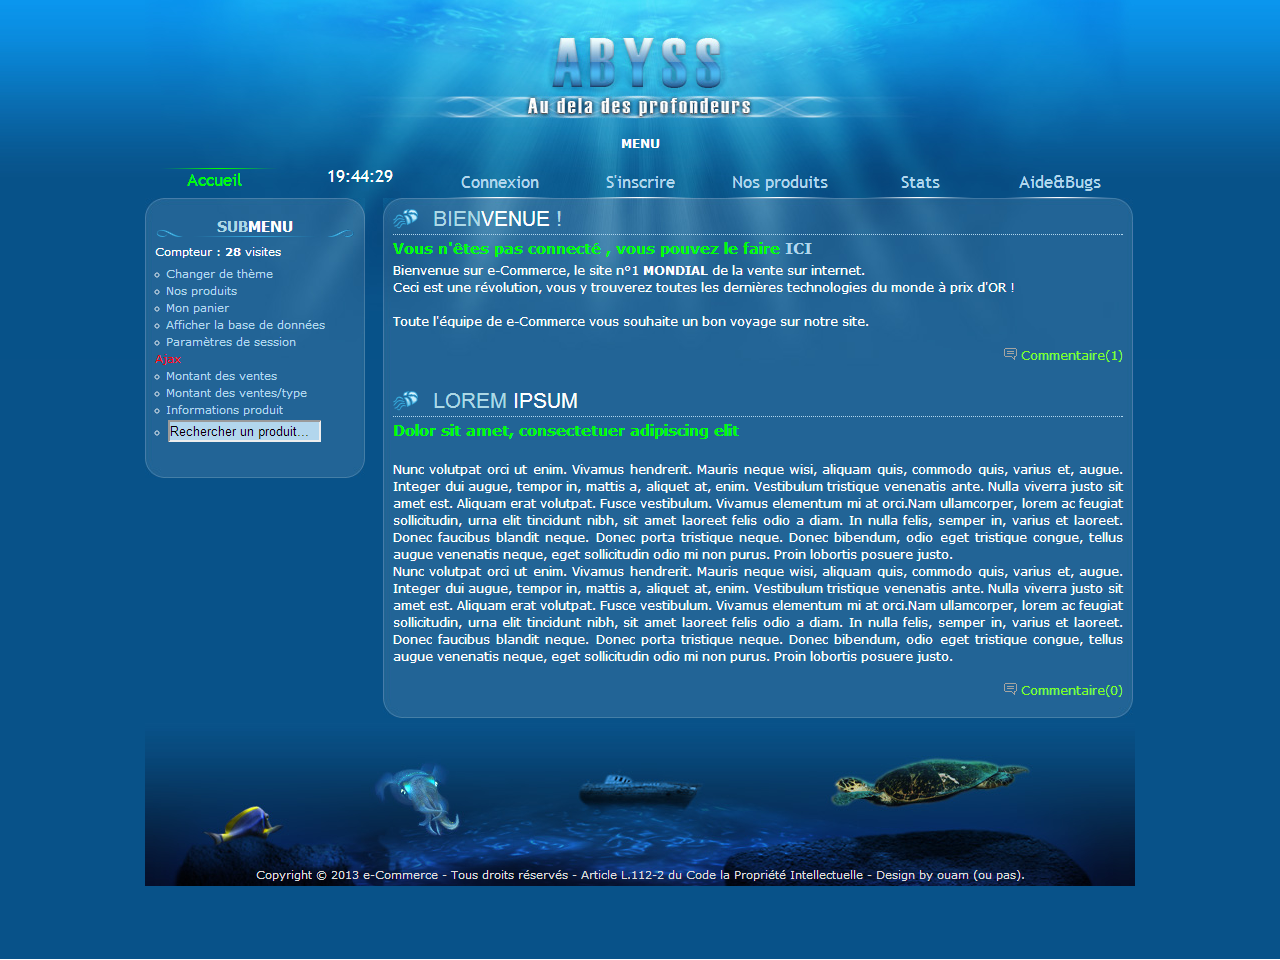 ABYSS
Au dela des profondeurs
MENU
Accueil
19:44:29
Connexion
S'inscrire
Nos produits
Stats
Aide&Bugs
SUBMENU
Compteur : 28 visites
Changer de thème
Nos produits
Mon panier
Afficher la base de données
Paramètres de session
Ajax
Montant des ventes
Montant des ventes/type
Informations produit
Rechercher un produit...
BIENVENUE !
Vous n'êtes pas connecté , vous pouvez le faire ICI
Bienvenue sur e-Commerce, le site n°1 MONDIAL de la vente sur internet.
Ceci est une révolution, vous y trouverez toutes les dernières technologies du monde à prix d'OR !
Toute l'équipe de e-Commerce vous souhaite un bon voyage sur notre site.
Commentaire(1)
LOREM IPSUM
Dolor sit amet, consectetuer adipiscing elit
Nunc volutpat orci ut enim. Vivamus hendrerit. Mauris neque wisi, aliquam quis, commodo quis, varius et, augue.
Integer dui augue, tempor in, mattis a, aliquet at, enim. Vestibulum tristique venenatis ante. Nulla viverra justo sit
amet est. Aliquam erat volutpat. Fusce vestibulum. Vivamus elementum mi at orci.Nam ullamcorper, lorem ac feugiat
sollicitudin, urna elit tincidunt nibh, sit amet laoreet felis odio a diam. In nulla felis, semper in, varius et laoreet.
Donec faucibus blandit neque. Donec porta tristique neque. Donec bibendum, odio eget tristique congue, tellus
augue venenatis neque, eget sollicitudin odio mi non purus. Proin lobortis posuere justo.
Nunc volutpat orci ut enim. Vivamus hendrerit. Mauris neque wisi, aliquam quis, commodo quis, varius et, augue.
Integer dui augue, tempor in, mattis a, aliquet at, enim. Vestibulum tristique venenatis ante. Nulla viverra justo sit
amet est. Aliquam erat volutpat. Fusce vestibulum. Vivamus elementum mi at orci.Nam ullamcorper, lorem ac feugiat
sollicitudin, urna elit tincidunt nibh, sit amet laoreet felis odio a diam. In nulla felis, semper in, varius et laoreet.
Donec faucibus blandit neque. Donec porta tristique neque. Donec bibendum, odio eget tristique congue, tellus
augue venenatis neque, eget sollicitudin odio mi non purus. Proin lobortis posuere justo.
Commentaire(0)
Copyright © 2013 e-Commerce - Tous droits réservés - Article L.112-2 du Code la Propriété Intellectuelle - Design by ouam (ou pas).